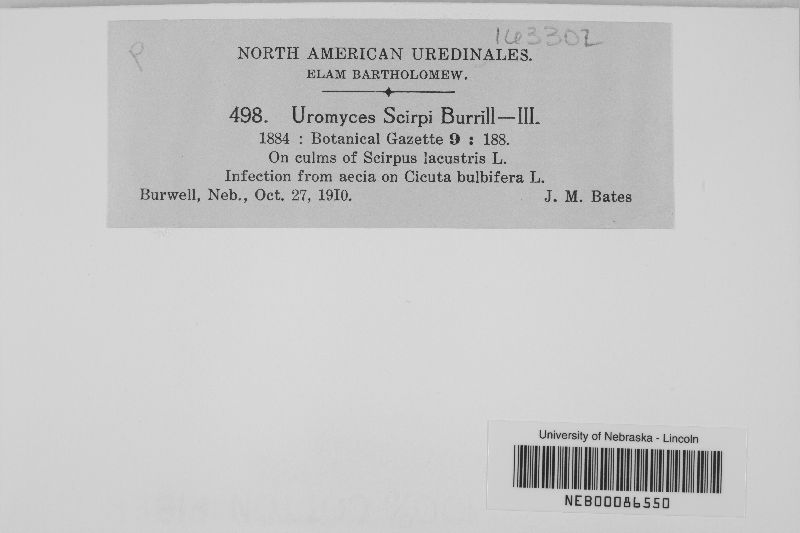 P
163302
NORTH AMERICAN UREDINALES.
ELAM BARTHOLOMEW.
498. Uromyces Scirpi Burrill—III.
1884 : Botanical Gazette 9 : 188.
On culms of Scirpus lacustris L.
Infection from aecia on Cicuta bulbifera L.
Burwell, Neb., Oct. 27, 1910. J. M. Bates
University of Nebraska - Lincoln
NEB00086550